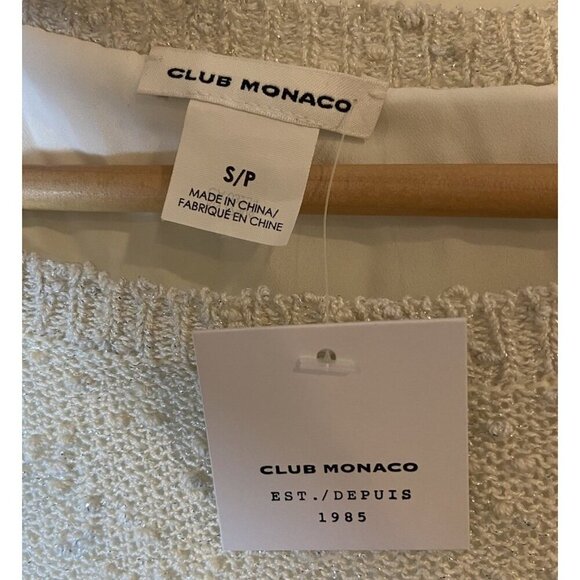 CLUB MONACO
S/P
MADE IN CHINA/
FABRIQUÉ EN CHINE
CLUB MONACO
EST./DEPUIS
1985